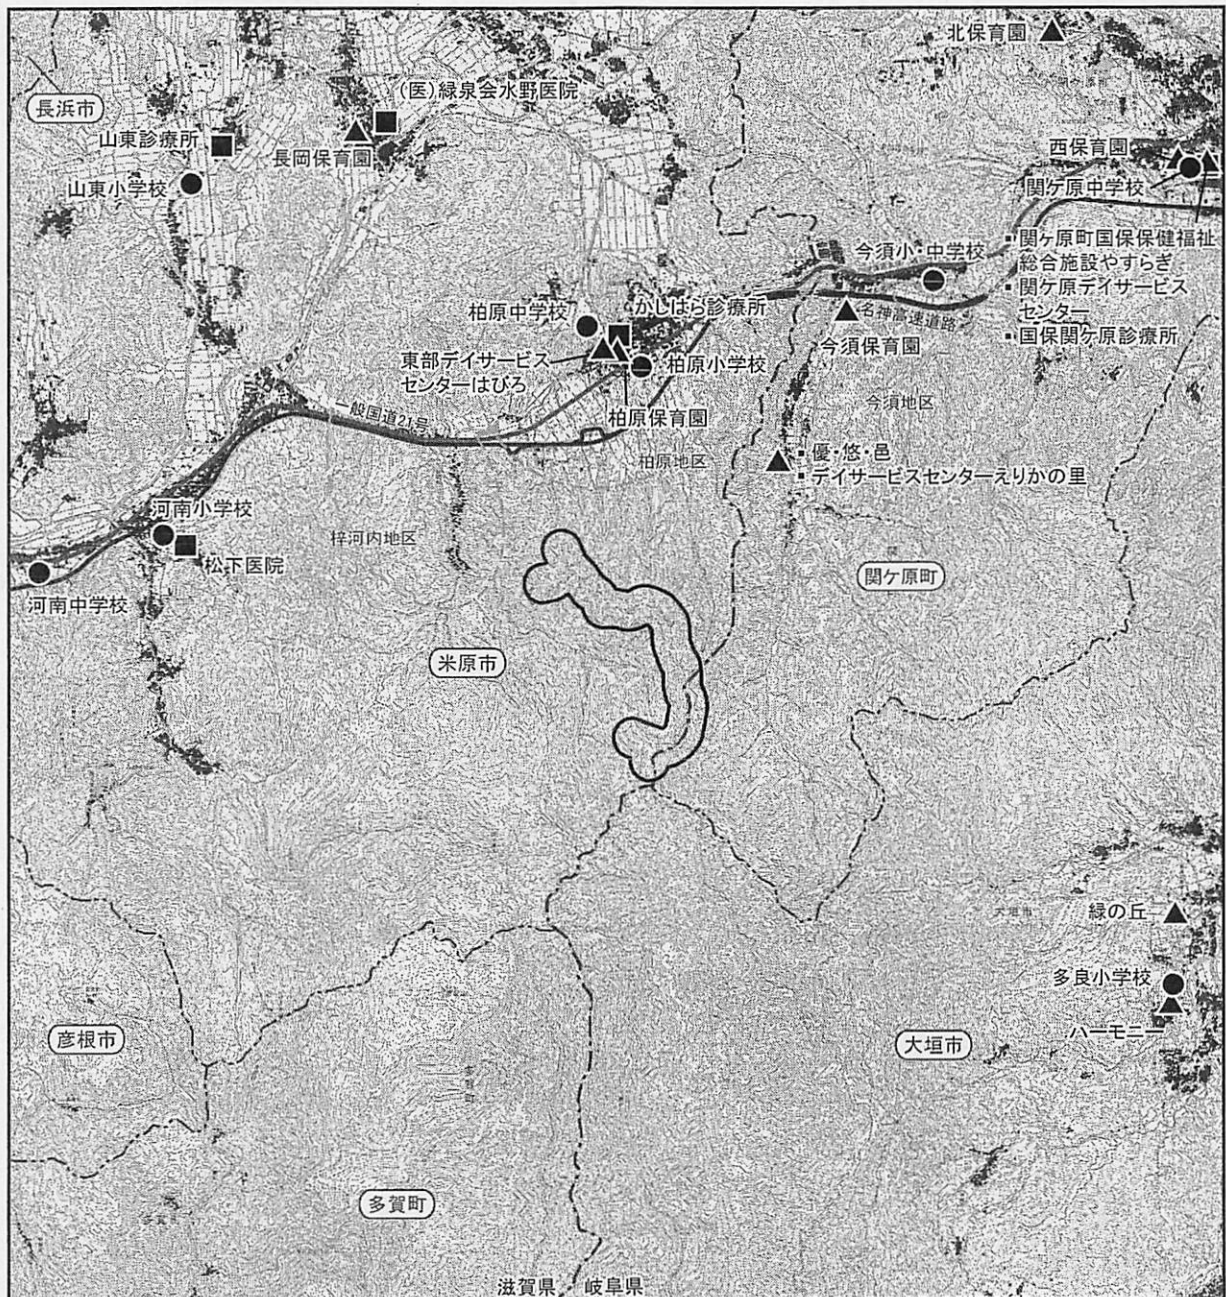 北保育園
長浜市
(医)緑泉会水野医院
山東診療所
長岡保育園
西保育園
山東小学校
関ケ原中学校
今須小・中学校
関ヶ原町国保保健福祉
総合施設やすらぎ
関ケ原デイサービス
センター
国保関ケ原診療所
柏原中学校
かしはら診療所
名神高速道路
今須保育園
東部デイサービス
センターはびろ
柏原小学校
柏原保育園
一般国道21号
今須地区
柏原地区
優・悠・邑
デイサービスセンターえりかの里
河南小学校
梓河内地区
松下医院
関ケ原町
河南中学校
米原市
緑の丘
大垣市
多良小学校
ハーモニー
彦根市
大垣市
多賀町
滋賀県 岐阜県